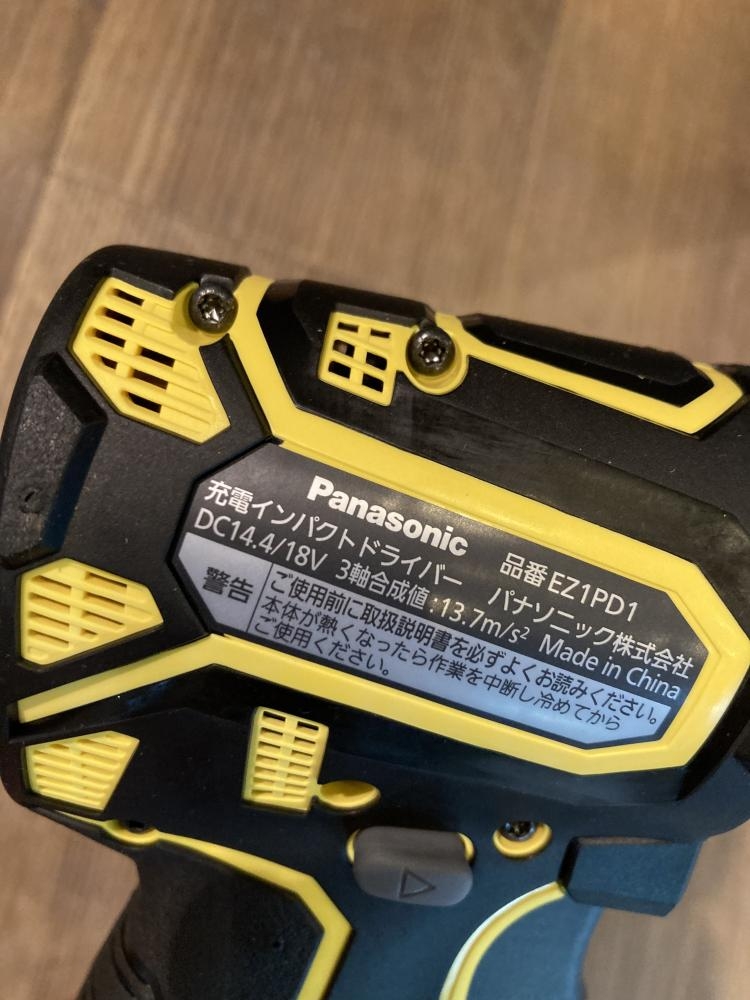 Panasonic
充電インパクトドライバー 品番 EZ1PD1
DC14.4/18V 3軸合成値:13.7m/s² パナソニック株式会社
Made in China
警告
ご使用前に取扱説明書を必ずよくお読みください。
本体が熱くなったら作業を中断し冷めてから
ご使用ください。